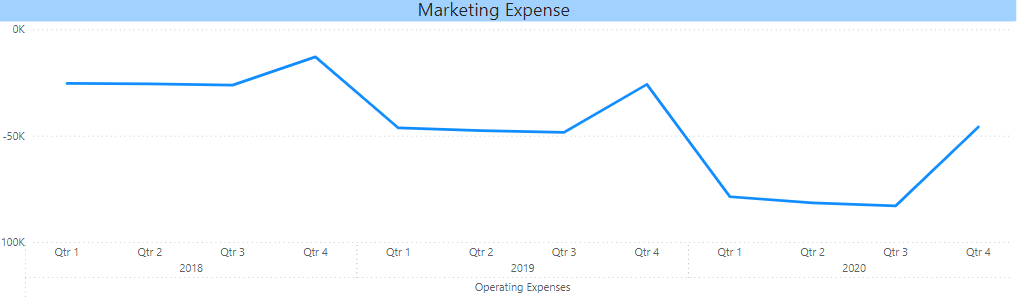 Marketing Expense
0K
-50K
100K
Qtr 1 Qtr 2 Qtr 3 Qtr 4 Qtr 1 Qtr 2 Qtr 3 Qtr 4 Qtr 1 Qtr 2 Qtr 3 Qtr 4
2018 2019 2020
Operating Expenses